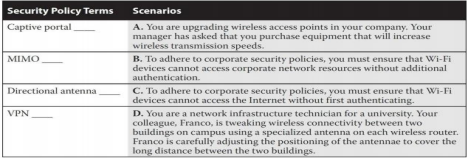 Security Policy Terms Scenarios
Captive portal ____ A. You are upgrading wireless access points in your company. Your
manager has asked that you purchase equipment that will increase
wireless transmission speeds.
MIMO ____ B. To adhere to corporate security policies, you must ensure that Wi-Fi
devices cannot access corporate network resources without additional
authentication.
Directional antenna ____ C. To adhere to corporate security policies, you must ensure that Wi-Fi
devices cannot access the Internet without first authenticating.
VPN ____ D. You are a network infrastructure technician for a university. Your
colleague, Franco, is tweaking wireless connectivity between two
buildings on campus using a specialized antenna on each wireless router.
Franco is carefully adjusting the positioning of the antennae to cover the
long distance between the two buildings.